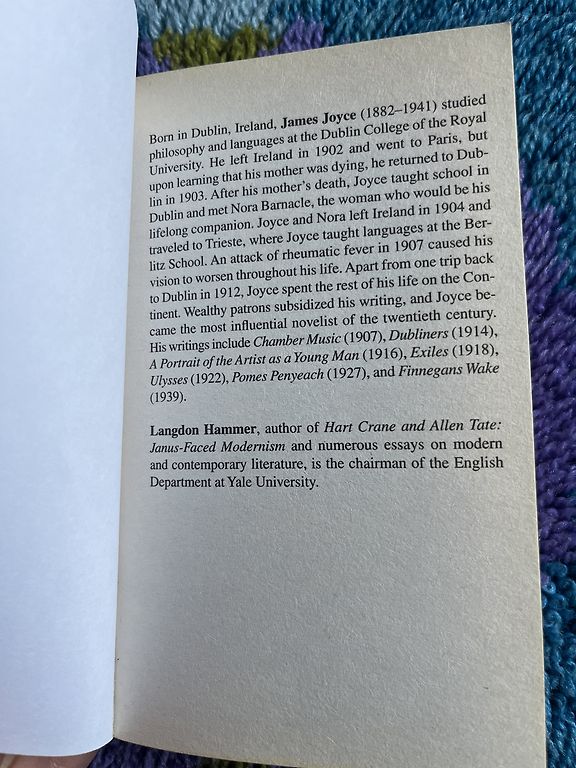 Born in Dublin, Ireland, James Joyce (1882–1941) studied
philosophy and languages at the Dublin College of the Royal
University. He left Ireland in 1902 and went to Paris, but
upon learning that his mother was dying, he returned to Dub-
lin in 1903. After his mother's death, Joyce taught school in
Dublin and met Nora Barnacle, the woman who would be his
lifelong companion. Joyce and Nora left Ireland in 1904 and
traveled to Trieste, where Joyce taught languages at the Ber-
litz School. An attack of rheumatic fever in 1907 caused his
vision to worsen throughout his life. Apart from one trip back
to Dublin in 1912, Joyce spent the rest of his life on the Con-
tinent. Wealthy patrons subsidized his writing, and Joyce be-
came the most influential novelist of the twentieth century.
His writings include Chamber Music (1907), Dubliners (1914),
A Portrait of the Artist as a Young Man (1916), Exiles (1918),
Ulysses (1922), Pomes Penyeach (1927), and Finnegans Wake
(1939).
Langdon Hammer, author of Hart Crane and Allen Tate:
Janus-Faced Modernism and numerous essays on modern
and contemporary literature, is the chairman of the English
Department at Yale University.